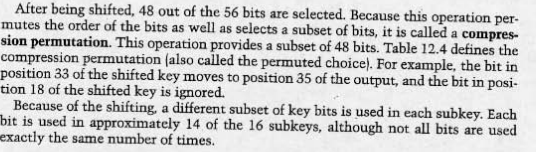 After being shifted, 48 out of the 56 bits are selected. Because this operation per-
mutes the order of the bits as well as selects a subset of bits, it is called a compres-
sion permutation. This operation provides a subset of 48 bits. Table 12.4 defines the
compression permutation (also called the permuted choice). For example, the bit in
position 33 of the shifted key moves to position 35 of the output, and the bit in posi-
tion 18 of the shifted key is ignored.
Because of the shifting, a different subset of key bits is used in each subkey. Each
bit is used in approximately 14 of the 16 subkeys, although not all bits are used
exactly the same number of times.